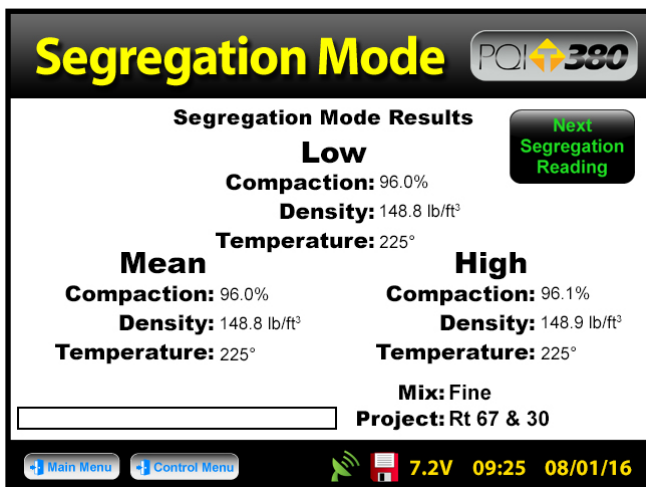 Segregation Mode
PQI 380
Segregation Mode Results
Next
Segregation
Reading
Low
Compaction: 96.0%
Density: 148.8 lb/ft³
Temperature: 225°
Mean
Compaction: 96.0%
Density: 148.8 lb/ft³
Temperature: 225°
High
Compaction: 96.1%
Density: 148.9 lb/ft³
Temperature: 225°
Mix: Fine
Project: Rt 67 & 30
Main Menu
Control Menu
7.2V 09:25 08/01/16